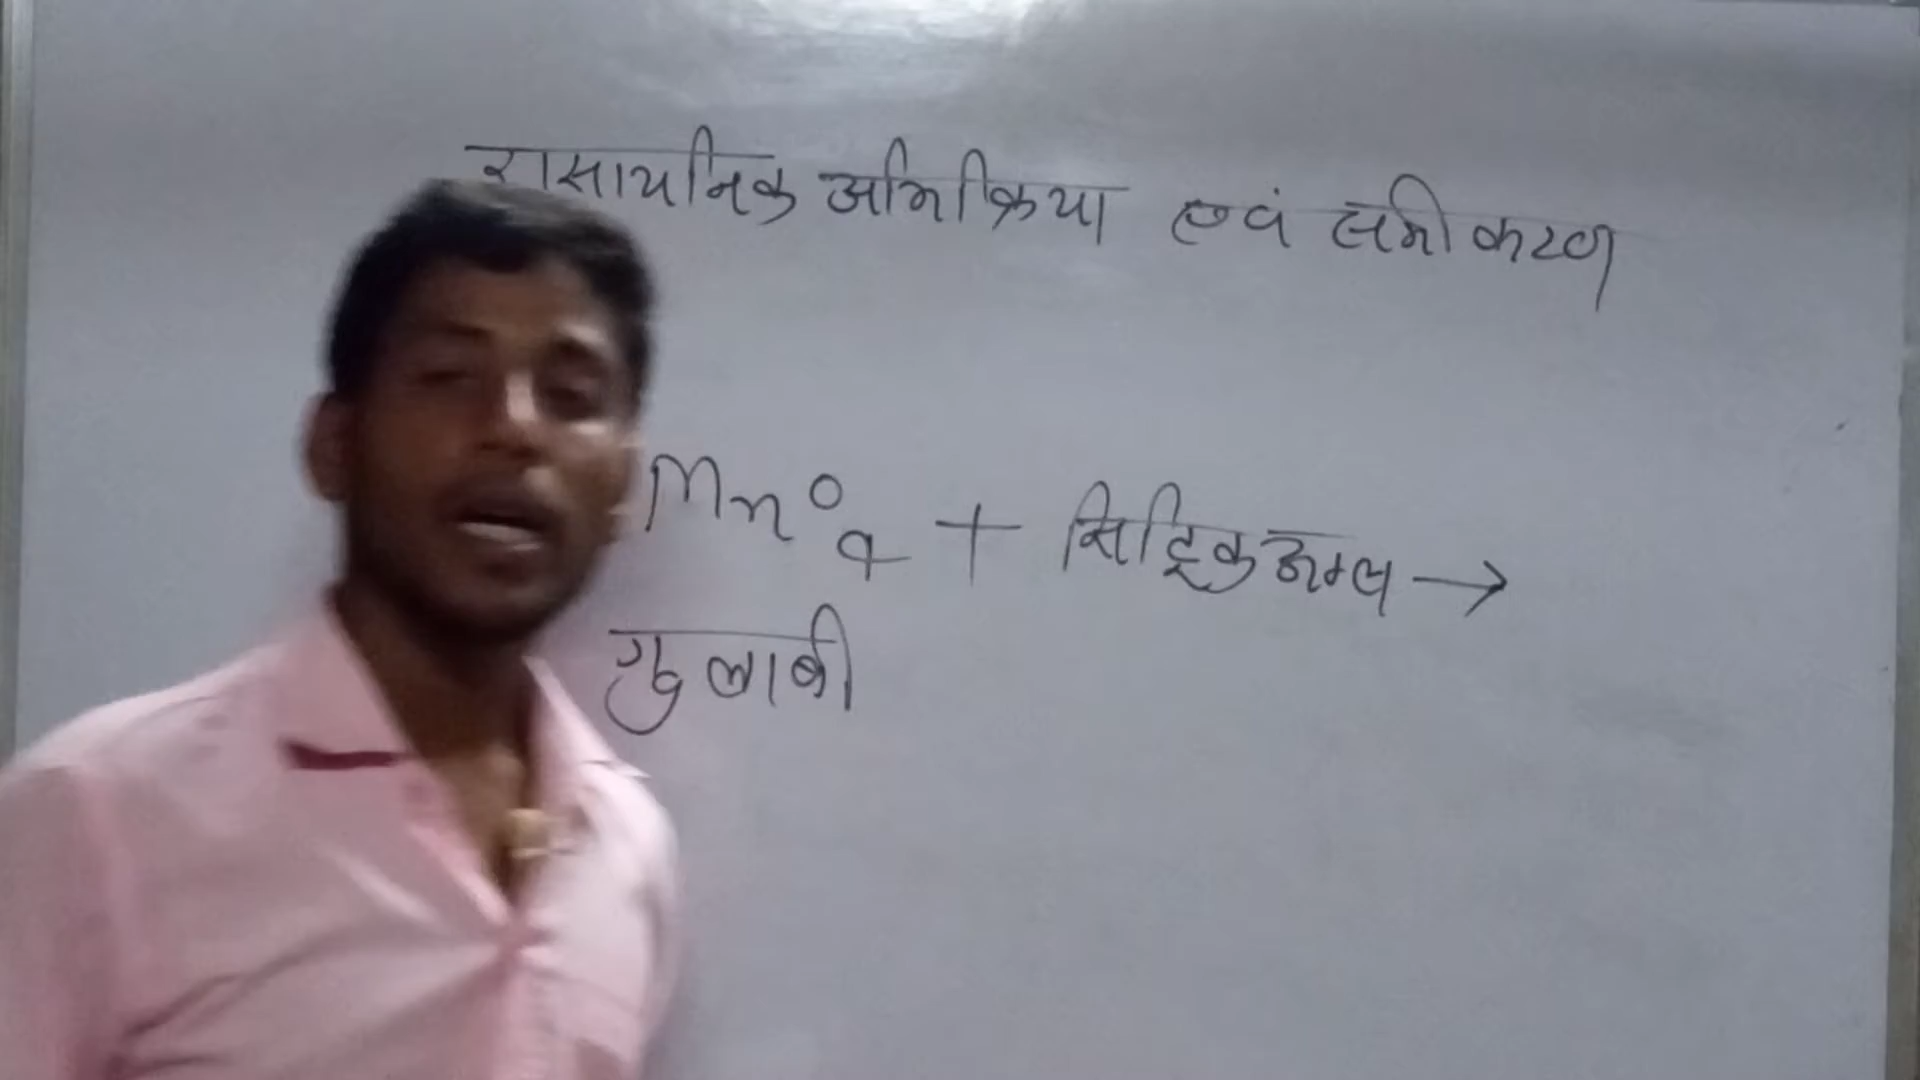 रासायनिक अभिक्रिया एवं समीकरण
MnO4 + सिट्रिक अम्ल →
गुलाबी